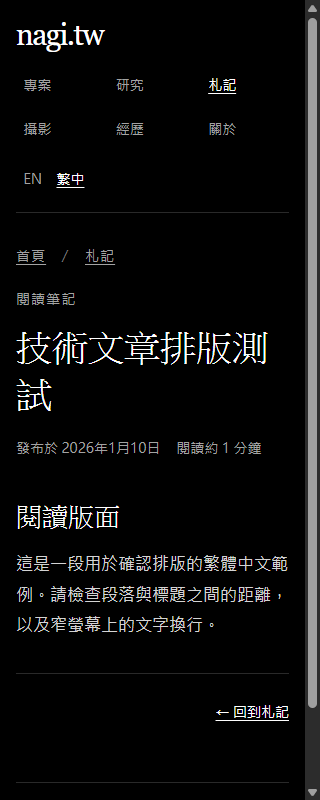 nagi.tw
專案 研究 札記
攝影 經歷 關於
EN 繁中
首頁 / 札記
閱讀筆記
技術文章排版測
試
發布於 2026年1月10日 閱讀約 1 分鐘
閱讀版面
這是一段用於確認排版的繁體中文範
例。請檢查段落與標題之間的距離，
以及窄螢幕上的文字換行。
← 回到札記